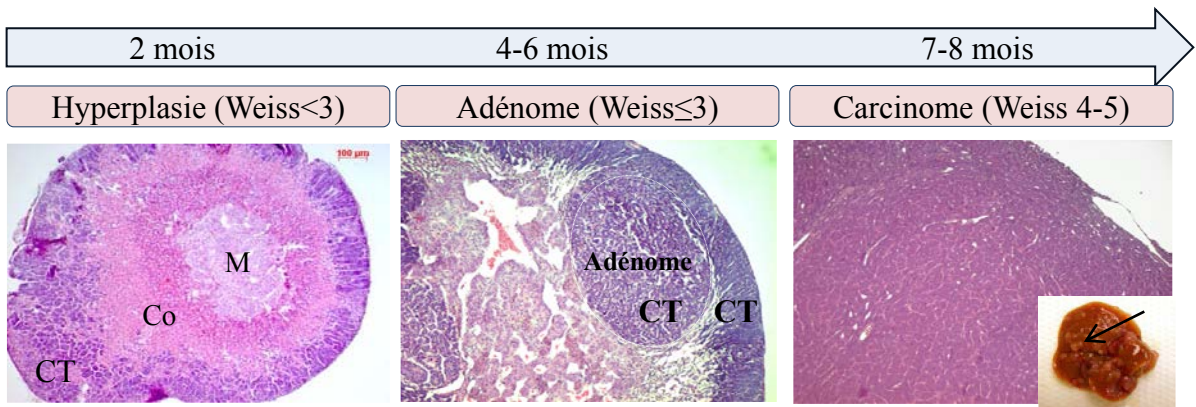 2 mois
4-6 mois
7-8 mois
Hyperplasie (Weiss<3)
Adénome (Weiss≤3)
Carcinome (Weiss 4-5)
100 µm
M
Co
CT
Adénome
CT
CT